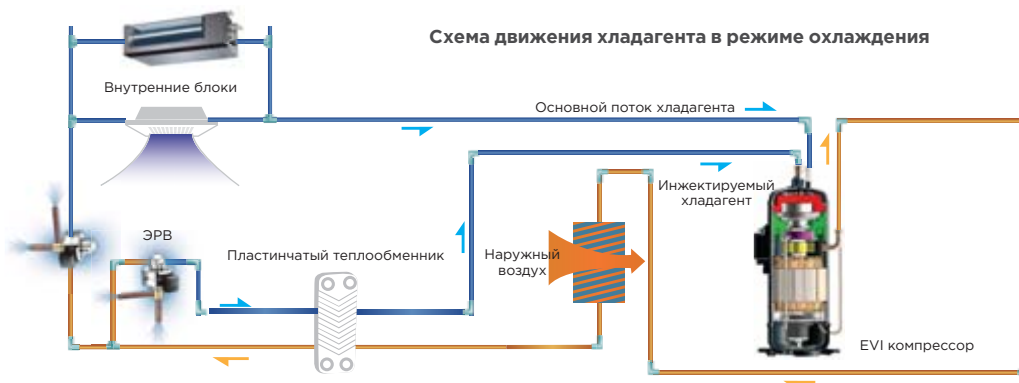 Схема движения хладагента в режиме охлаждения
Внутренние блоки
Основной поток хладагента
Инжектируемый
хладагент
ЭРВ
Пластинчатый теплообменник
Наружный
воздух
EVI компрессор